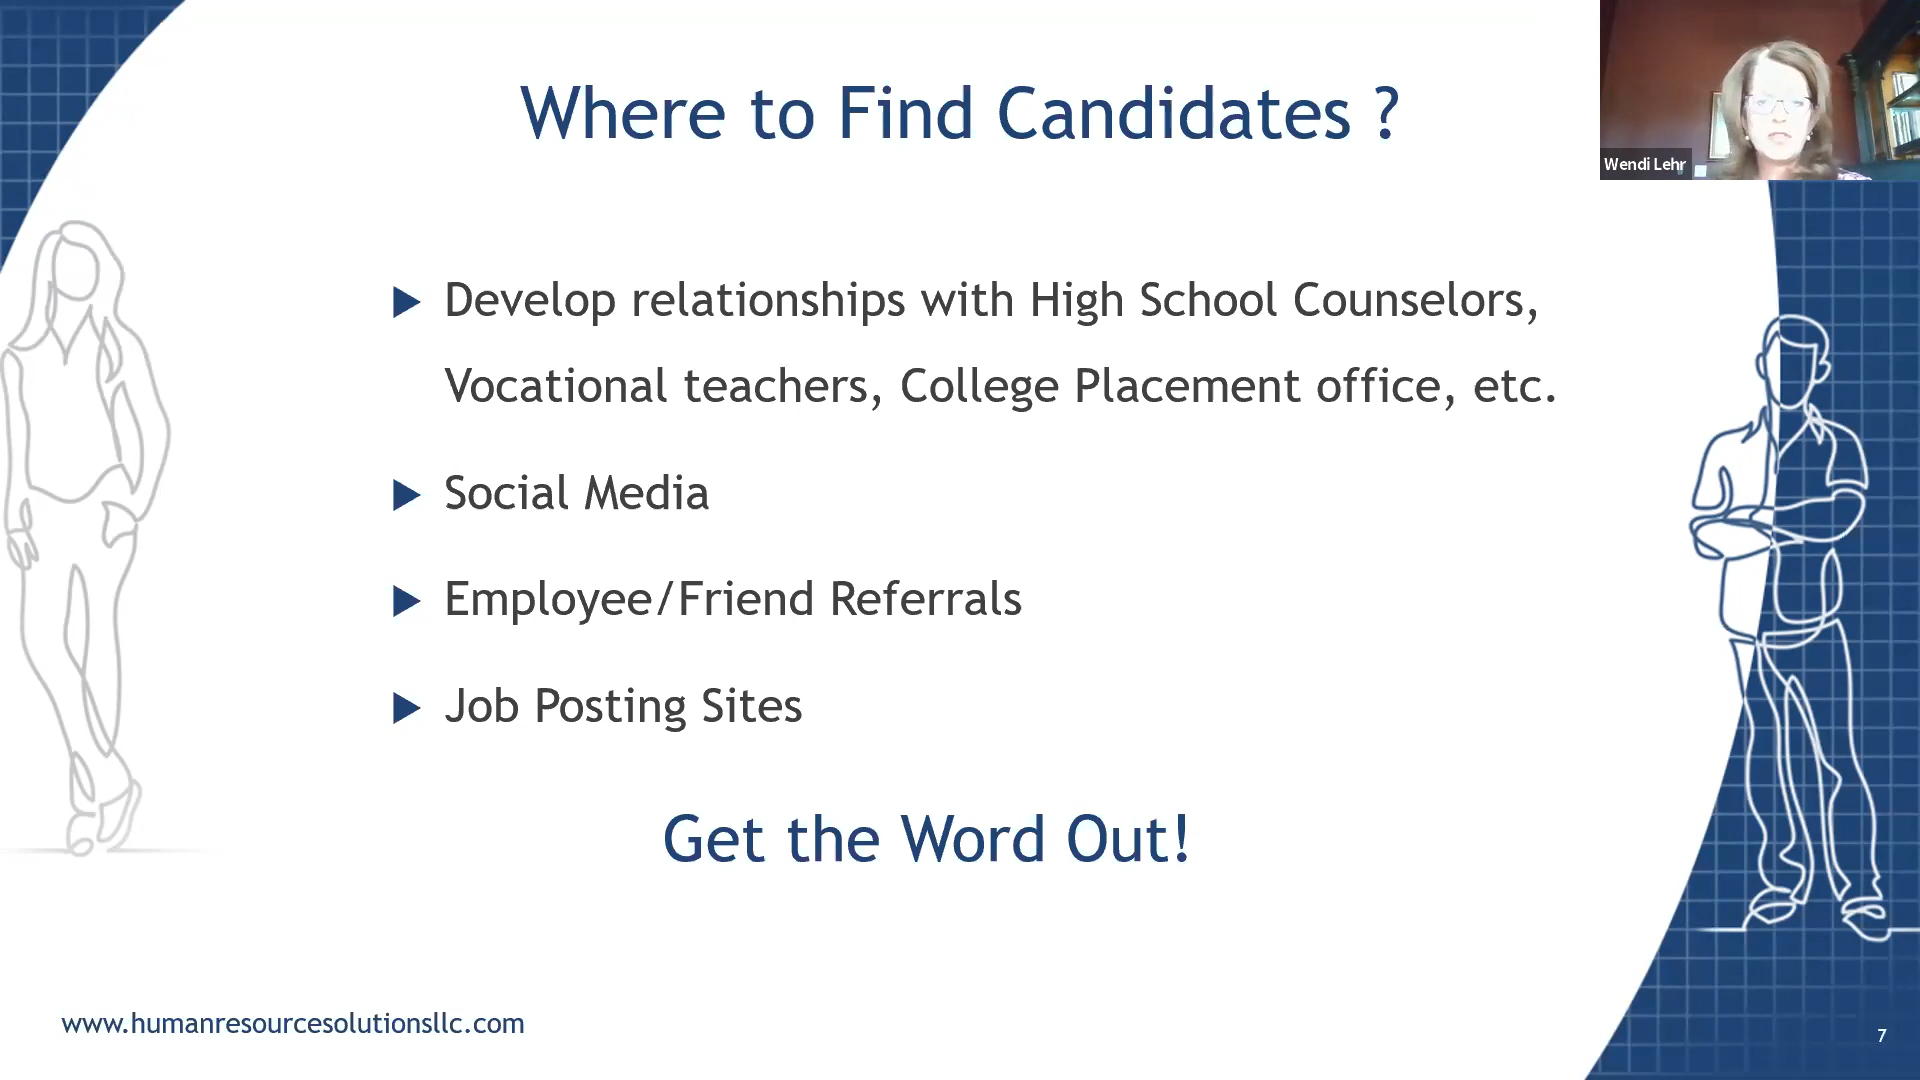 Where to Find Candidates ?
Wendi Lehr
Develop relationships with High School Counselors,
Vocational teachers, College Placement office, etc.
Social Media
Employee/Friend Referrals
Job Posting Sites
Get the Word Out!
www.humanresourcesolutionsllc.com
7